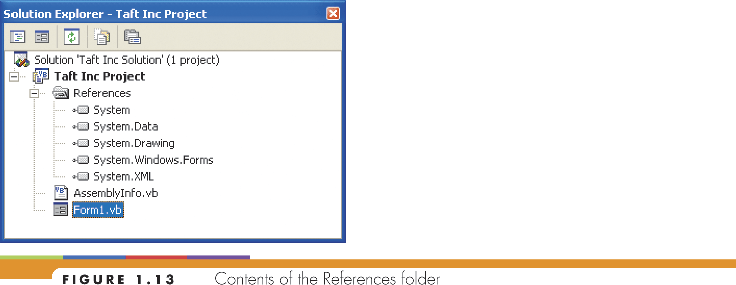 Solution Explorer - Taft Inc Project
Solution 'Taft Inc Solution' (1 project)
Taft Inc Project
References
System
System.Data
System.Drawing
System.Windows.Forms
System.XML
AssemblyInfo.vb
Form1.vb
FIGURE 1.13 Contents of the References folder